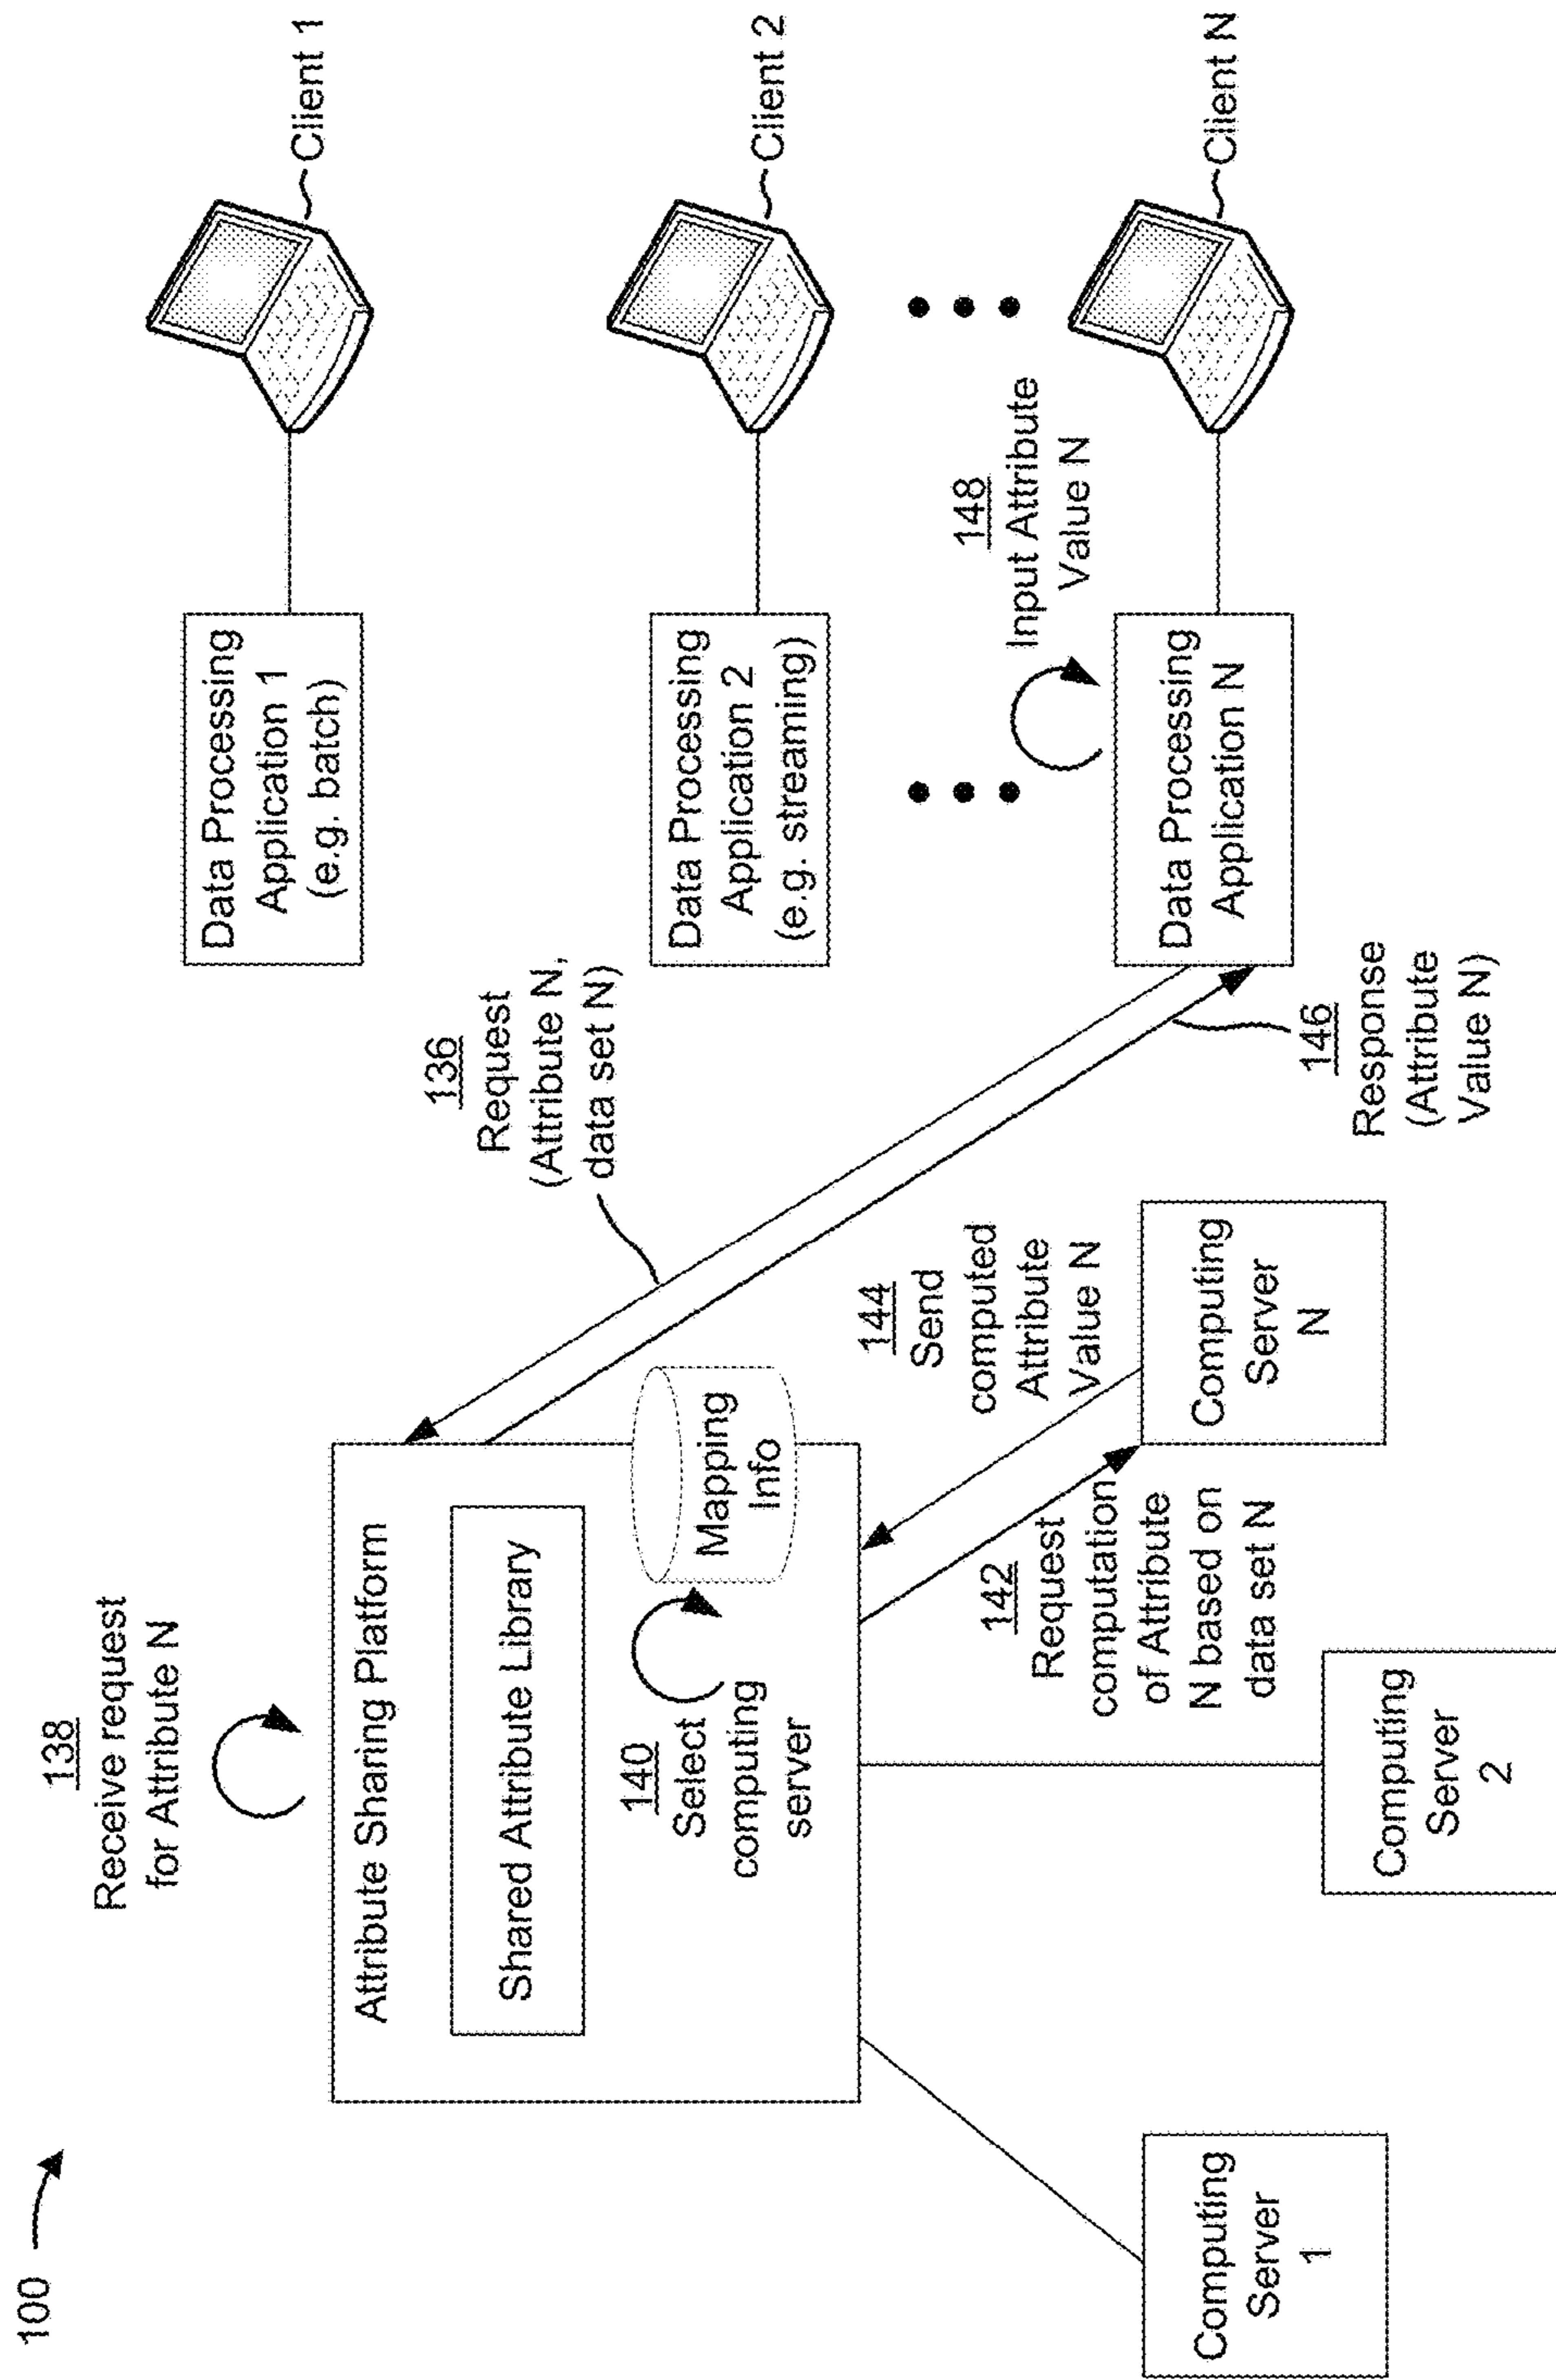 100
138
Receive request
for Attribute N
Attribute Sharing Platform
Shared Attribute Library
140
Select
computing
server
Mapping
Info
136
Request
(Attribute N,
data set N)
Data Processing
Application 1
(e.g. batch)
Client 1
Data Processing
Application 2
(e.g. streaming)
Client 2
148
Input Attribute
Value N
Data Processing
Application N
Client N
146
Response
(Attribute
Value N)
144
Send
computed
Attribute
Value N
142
Request
computation
of Attribute
N based on
data set N
Computing
Server
1
Computing
Server
2
Computing
Server
N